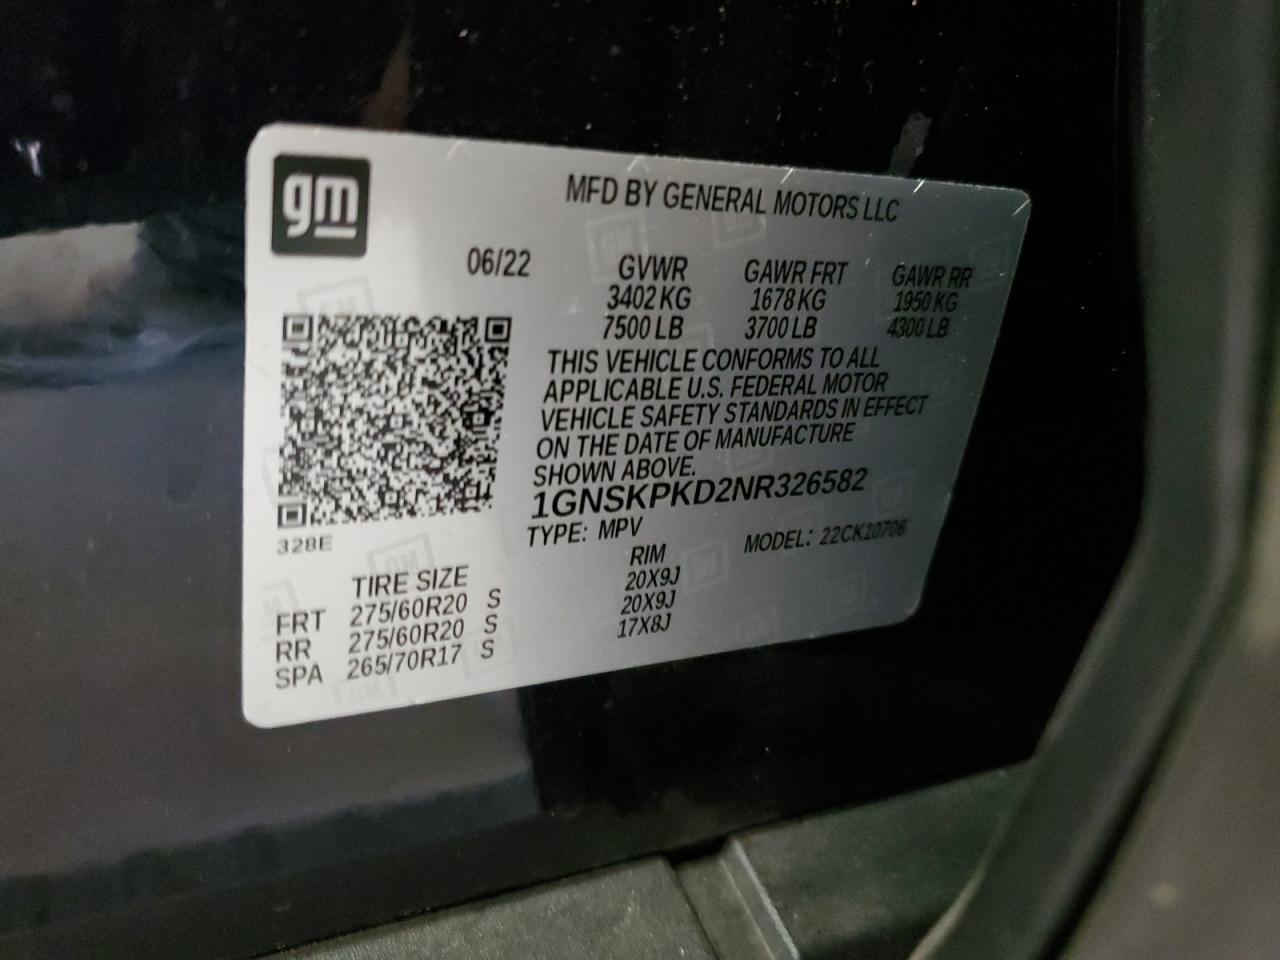 gm
MFD BY GENERAL MOTORS LLC
06/22 GVWR GAWR FRT GAWR RR
3402 KG 1678 KG 1950 KG
7500 LB 3700 LB 4300 LB
THIS VEHICLE CONFORMS TO ALL
APPLICABLE U.S. FEDERAL MOTOR
VEHICLE SAFETY STANDARDS IN EFFECT
ON THE DATE OF MANUFACTURE
SHOWN ABOVE.
1GNSKPKD2NR326582
TYPE: MPV MODEL: 22CK10706
328E
TIRE SIZE RIM
FRT 275/60R20 S 20X9J
RR 275/60R20 S 20X9J
SPA 265/70R17 S 17X8J